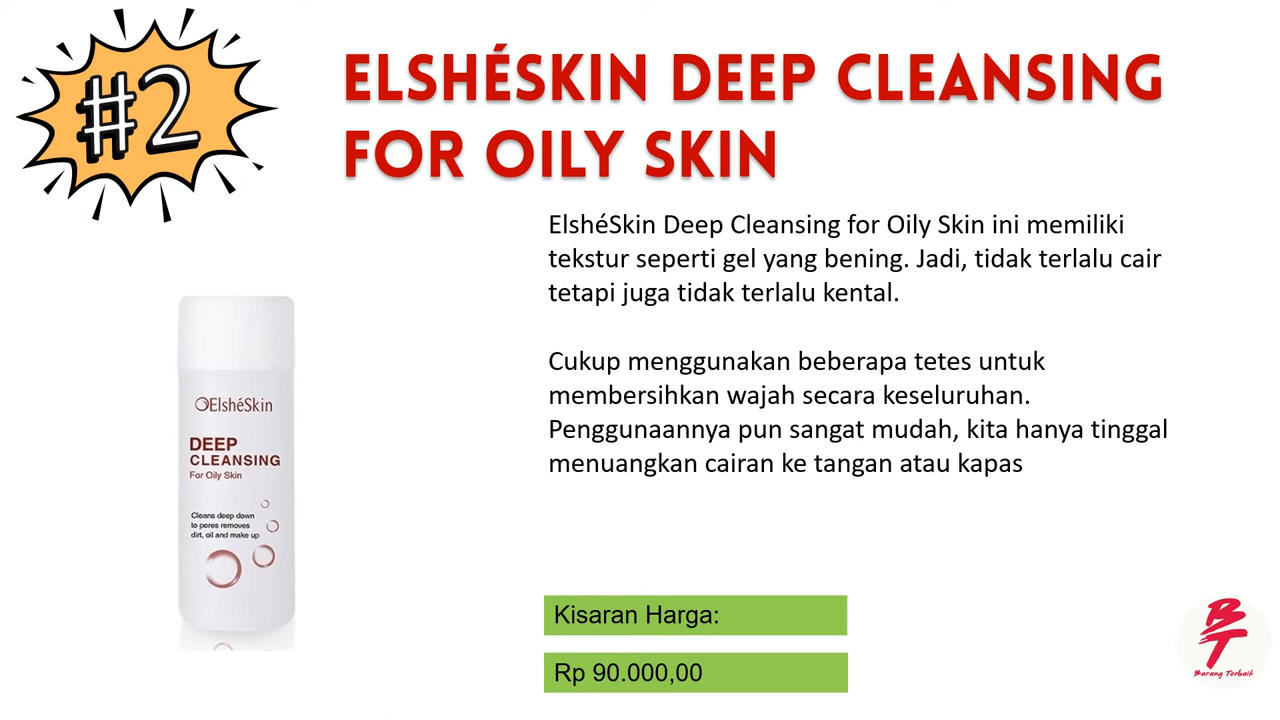 #2
ELSHÉSKIN DEEP CLEANSING
FOR OILY SKIN
ElshéSkin Deep Cleansing for Oily Skin ini memiliki
tekstur seperti gel yang bening. Jadi, tidak terlalu cair
tetapi juga tidak terlalu kental.
Cukup menggunakan beberapa tetes untuk
membersihkan wajah secara keseluruhan.
Penggunaannya pun sangat mudah, kita hanya tinggal
menuangkan cairan ke tangan atau kapas
ElshéSkin
DEEP
CLEANSING
For Oily Skin
Cleans deep down
to pores removes
dirt, oil and make up
Kisaran Harga:
Rp 90.000,00
BT
Barang Terbaik